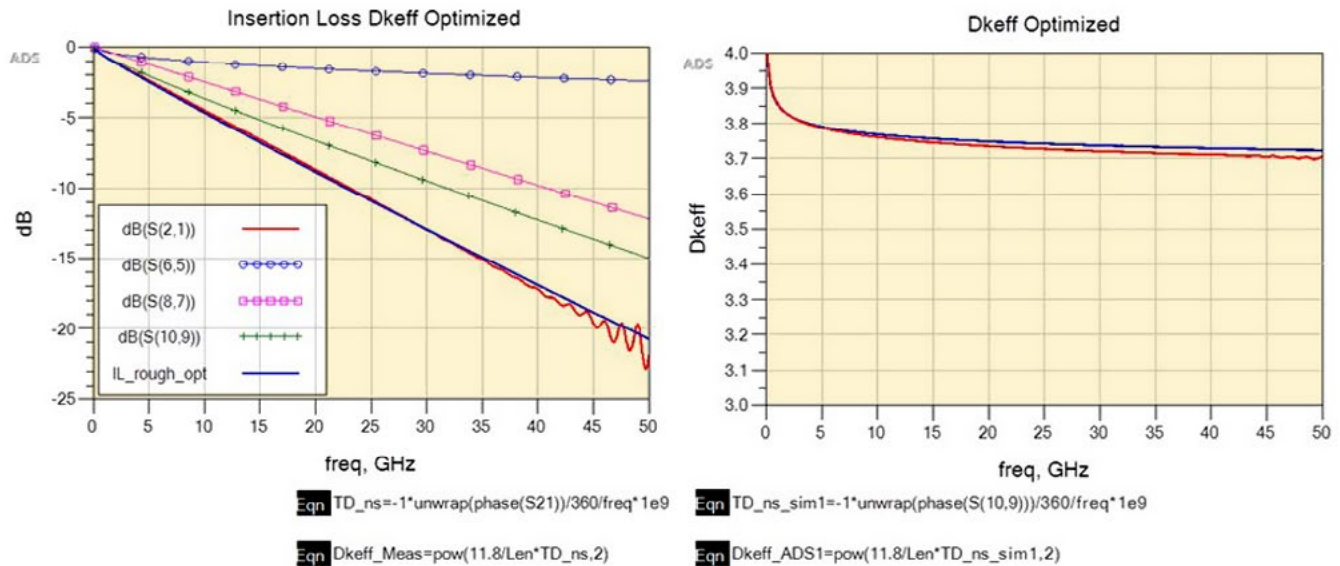 Insertion Loss Dkeff Optimized
ADS
0
-5
-10
-15
-20
-25
dB
dB(S(2,1))
dB(S(6,5))
dB(S(8,7))
dB(S(10,9))
IL_rough_opt
0 5 10 15 20 25 30 35 40 45 50
freq, GHz
Dkeff Optimized
ADS
4.0
3.9
3.8
3.7
3.6
3.5
3.4
3.3
3.2
3.1
3.0
Dkeff
0 5 10 15 20 25 30 35 40 45 50
freq, GHz
Eqn TD_ns=-1*unwrap(phase(S21))/360/freq*1e9
Eqn TD_ns_sim1=-1*unwrap(phase(S(10,9)))/360/freq*1e9
Eqn Dkeff_Meas=pow(11.8/Len*TD_ns,2)
Eqn Dkeff_ADS1=pow(11.8/Len*TD_ns_sim1,2)